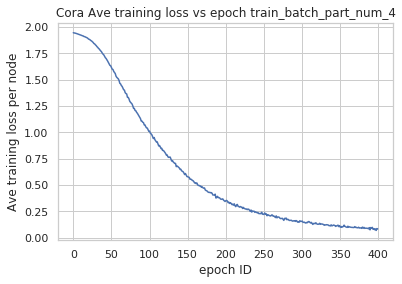 Cora Ave training loss vs epoch train_batch_part_num_4
2.00
1.75
1.50
1.25
1.00
0.75
0.50
0.25
0.00
Ave training loss per node
0 50 100 150 200 250 300 350 400
epoch ID